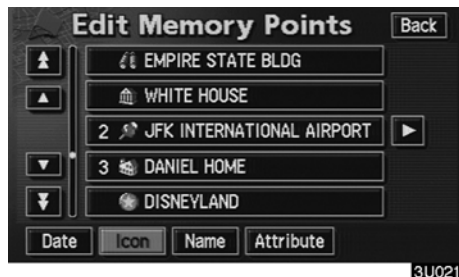 Edit Memory Points
Back
EMPIRE STATE BLDG
WHITE HOUSE
2 JFK INTERNATIONAL AIRPORT
3 DANIEL HOME
DISNEYLAND
Date Icon Name Attribute
3U021